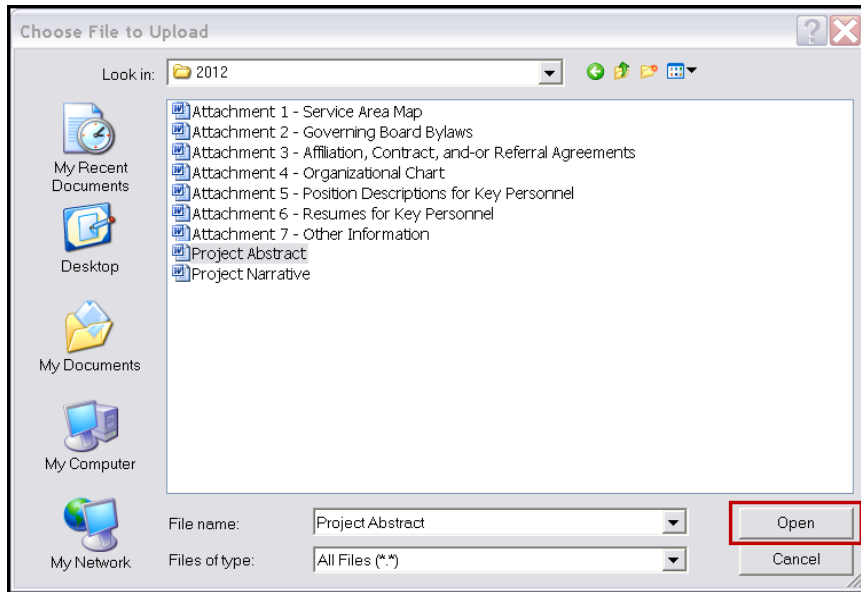 Choose File to Upload
Look in:
2012
My Recent
Documents
Desktop
My Documents
My Computer
My Network
Attachment 1 - Service Area Map
Attachment 2 - Governing Board Bylaws
Attachment 3 - Affiliation, Contract, and-or Referral Agreements
Attachment 4 - Organizational Chart
Attachment 5 - Position Descriptions for Key Personnel
Attachment 6 - Resumes for Key Personnel
Attachment 7 - Other Information
Project Abstract
Project Narrative
File name:
Project Abstract
Open
Files of type:
All Files (*.*)
Cancel